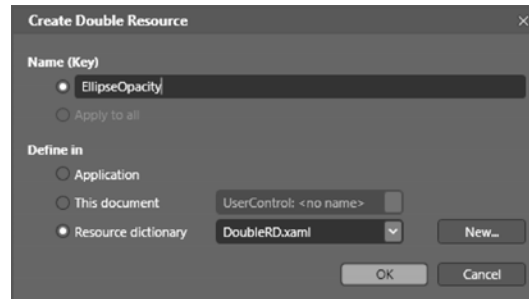 Create Double Resource
Name (Key)
EllipseOpacity
Apply to all
Define in
Application
This document UserControl: <no name>
Resource dictionary DoubleRD.xaml New...
OK Cancel